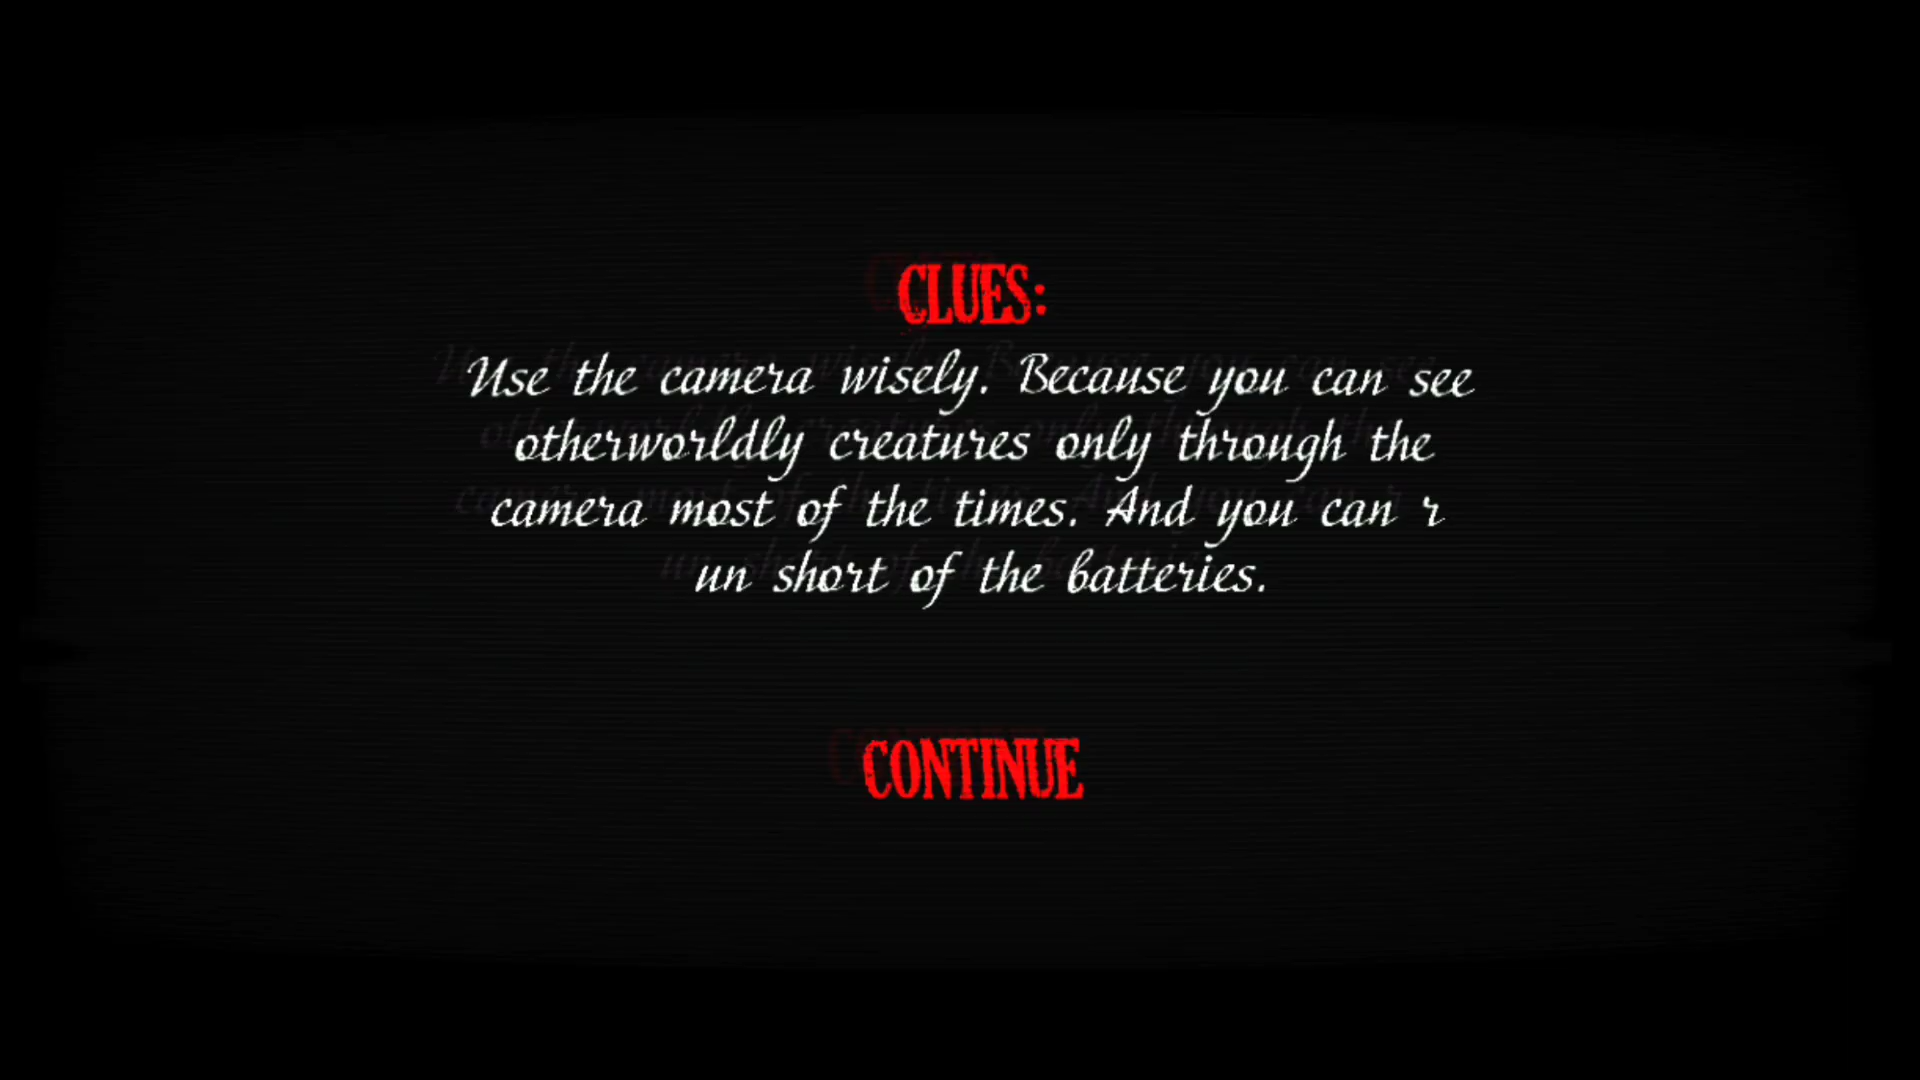 CLUES:
Use the camera wisely. Because you can see
otherworldly creatures only through the
camera most of the times. And you can r
un short of the batteries.
CONTINUE